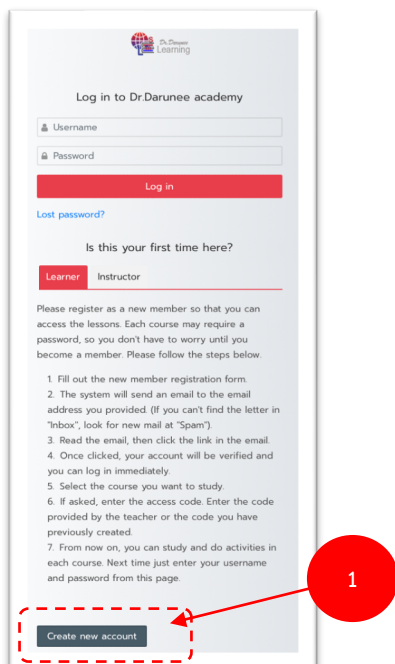 Dr.Darunee
Learning
Log in to Dr.Darunee academy
Username
Password
Log in
Lost password?
Is this your first time here?
Learner Instructor
Please register as a new member so that you can
access the lessons. Each course may require a
password, so you don't have to worry until you
become a member. Please follow the steps below.
1. Fill out the new member registration form.
2. The system will send an email to the email
address you provided. (If you can't find the letter in
"Inbox", look for new mail at "Spam").
3. Read the email, then click the link in the email.
4. Once clicked, your account will be verified and
you can log in immediately.
5. Select the course you want to study.
6. If asked, enter the access code. Enter the code
provided by the teacher or the code you have
previously created.
7. From now on, you can study and do activities in
each course. Next time just enter your username
and password from this page.
1
Create new account